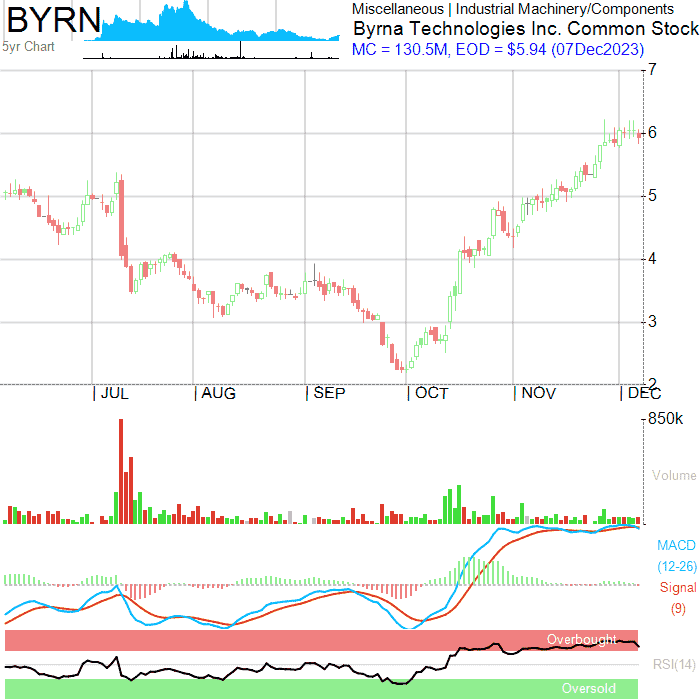 BYRN
5yr Chart
Miscellaneous | Industrial Machinery/Components
Byrna Technologies Inc. Common Stock
MC = 130.5M, EOD = $5.94 (07Dec2023)
7
6
5
4
3
2
| JUL | AUG | SEP | OCT | NOV | DEC
850k
Volume
MACD
(12-26)
Signal
(9)
Overbought
RSI(14)
Oversold